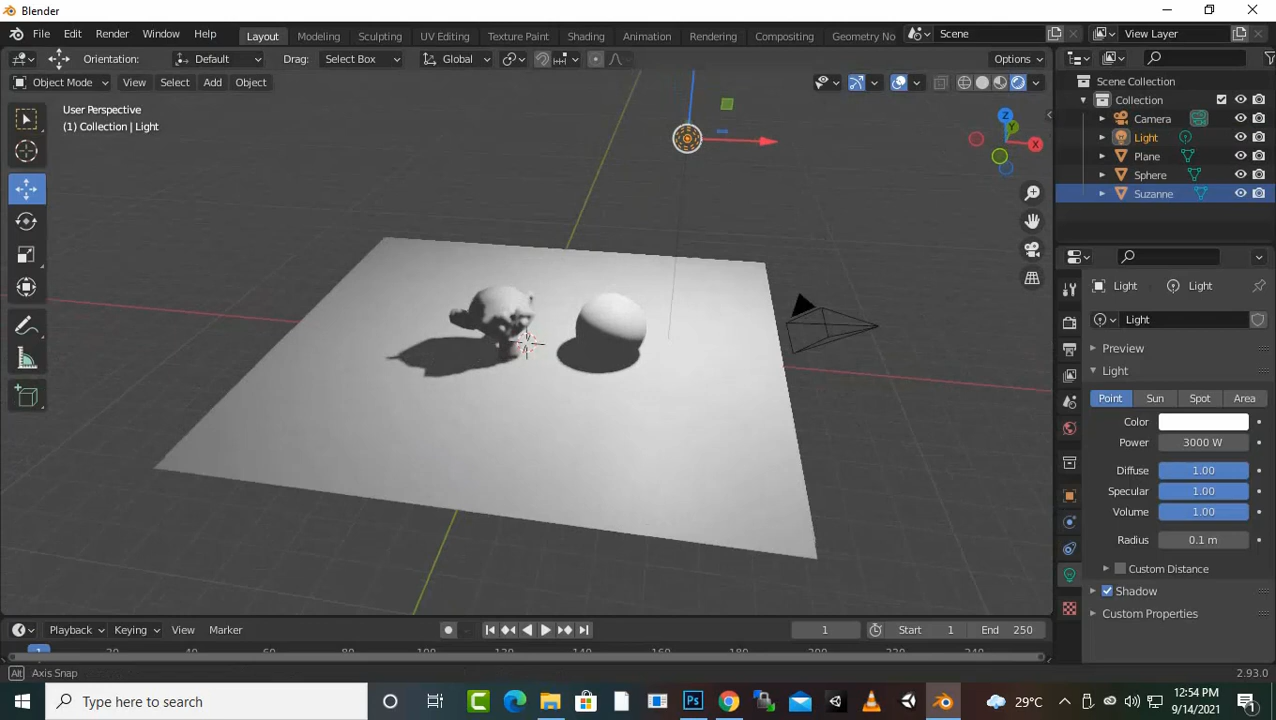 Blender
File Edit Render Window Help Layout Modeling Sculpting UV Editing Texture Paint Shading Animation Rendering Compositing Geometry No Scene View Layer
Orientation: Default Drag: Select Box Global Options
Object Mode View Select Add Object
User Perspective
(1) Collection | Light
Z
Y
X
Scene Collection
Collection
Camera
Light
Plane
Sphere
Suzanne
Light Light
Light
Preview
Light
Point Sun Spot Area
Color
Power 3000 W
Diffuse 1.00
Specular 1.00
Volume 1.00
Radius 0.1 m
Custom Distance
Shadow
Custom Properties
Playback Keying View Marker 1 Start 1 End 250
1 20 40 60 80 100 120 140 160 180 200 220 240
Alt Axis Snap 2.93.0
Type here to search
29°C
12:54 PM
9/14/2021
1